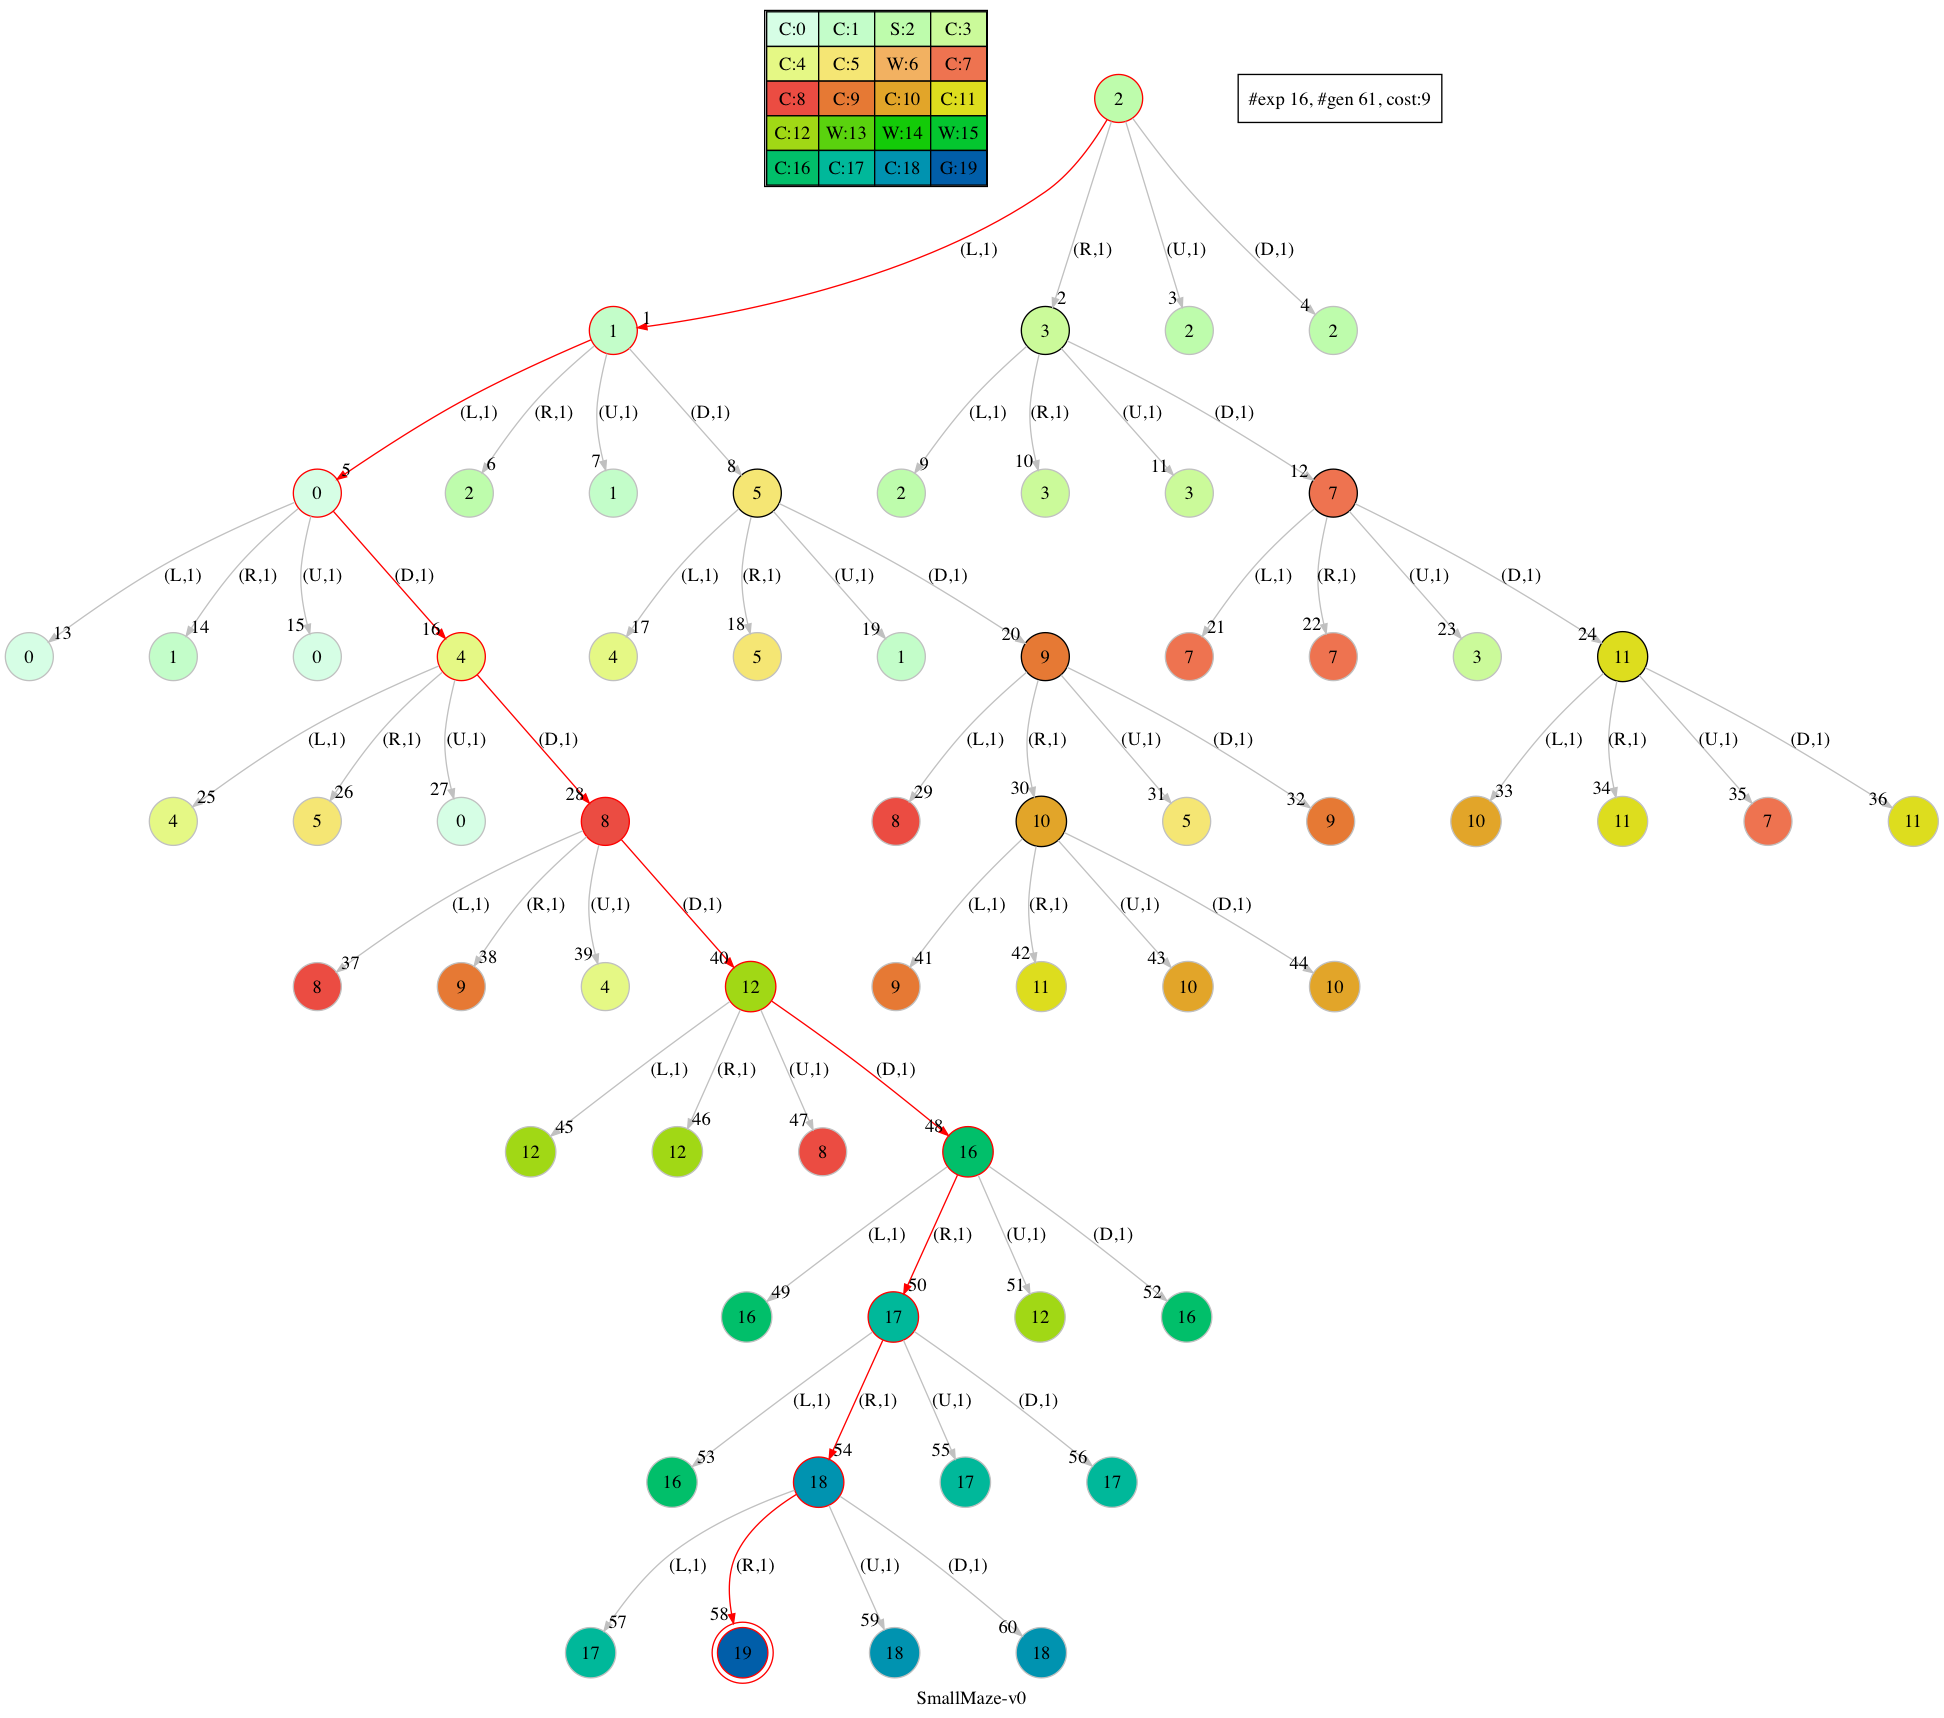 C:0 C:1 S:2 C:3
C:4 C:5 W:6 C:7
C:8 C:9 C:10 C:11
C:12 W:13 W:14 W:15
C:16 C:17 C:18 G:19
2
#exp 16, #gen 61, cost:9
(L,1) (R,1) (U,1) (D,1)
1 2 3 4
1 3 2 2
(L,1) (R,1) (U,1) (D,1) (L,1) (R,1) (U,1) (D,1)
5 6 7 8 9 10 11 12
0 2 1 5 2 3 3 7
(L,1) (R,1) (U,1) (D,1) (L,1) (R,1) (U,1) (D,1) (L,1) (R,1) (U,1) (D,1)
13 14 15 16 17 18 19 20 21 22 23 24
0 1 0 4 4 5 1 9 7 7 3 11
(L,1) (R,1) (U,1) (D,1) (L,1) (R,1) (U,1) (D,1) (L,1) (R,1) (U,1) (D,1)
25 26 27 28 29 30 31 32 33 34 35 36
4 5 0 8 8 10 5 9 10 11 7 11
(L,1) (R,1) (U,1) (D,1) (L,1) (R,1) (U,1) (D,1)
37 38 39 40 41 42 43 44
8 9 4 12 9 11 10 10
(L,1) (R,1) (U,1) (D,1)
45 46 47 48
12 12 8 16
(L,1) (R,1) (U,1) (D,1)
49 50 51 52
16 17 12 16
(L,1) (R,1) (U,1) (D,1)
53 54 55 56
16 18 17 17
(L,1) (R,1) (U,1) (D,1)
57 58 59 60
17 19 18 18
SmallMaze-v0